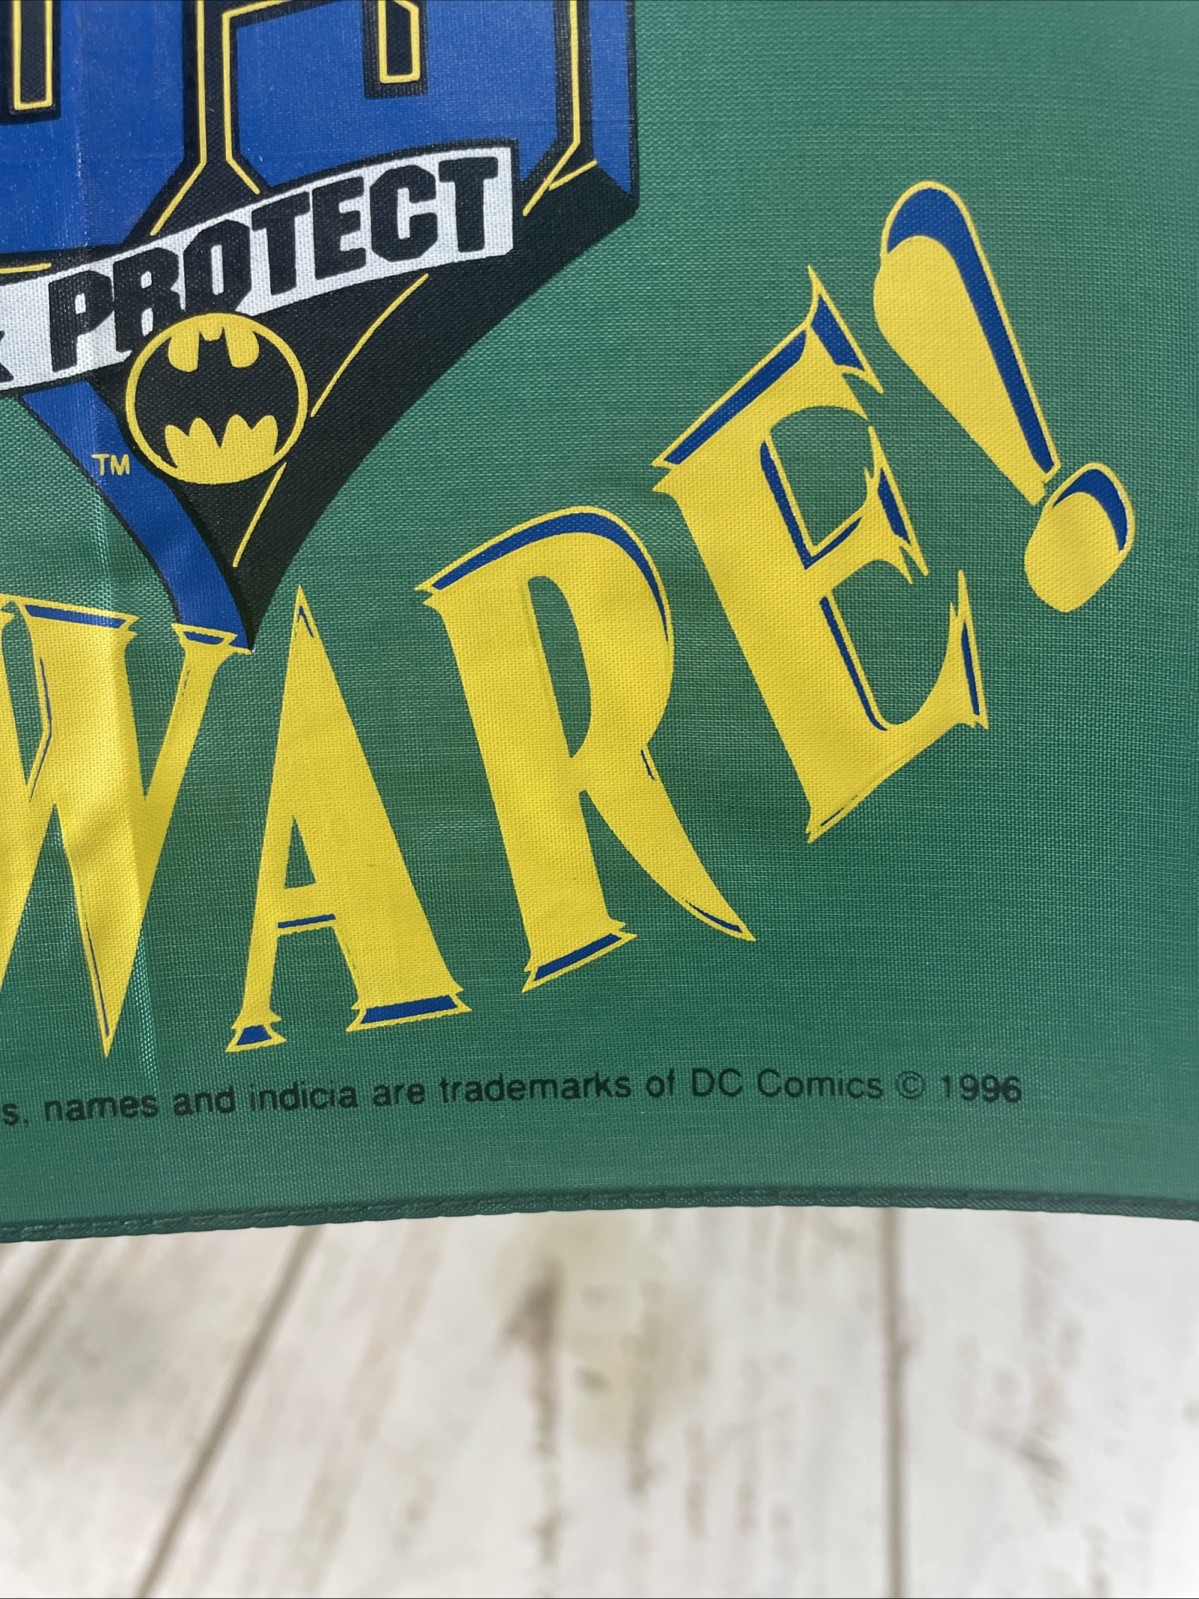 PROTECT
TM
WARE!
s, names and indicia are trademarks of DC Comics © 1996